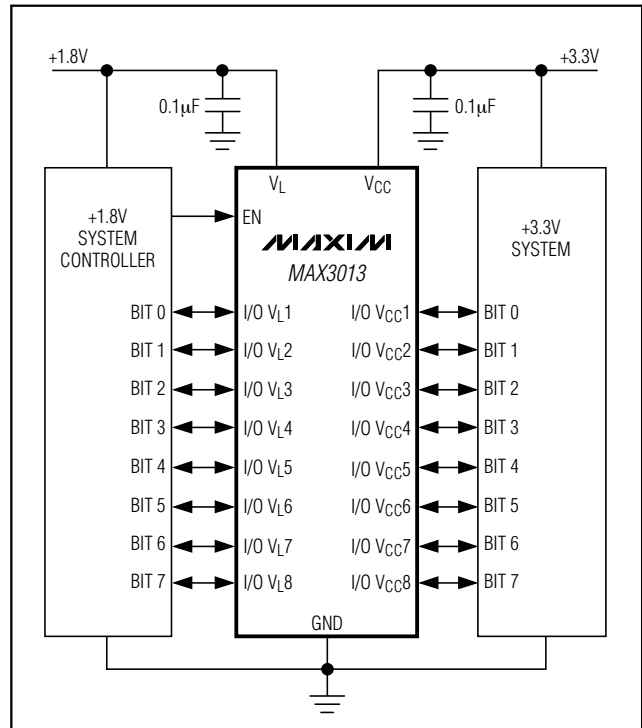 +1.8V
+3.3V
0.1μF
0.1μF
VL
VCC
+1.8V
SYSTEM
CONTROLLER
EN
MAXIM
MAX3013
+3.3V
SYSTEM
BIT 0 I/O VL1 I/O VCC1 BIT 0
BIT 1 I/O VL2 I/O VCC2 BIT 1
BIT 2 I/O VL3 I/O VCC3 BIT 2
BIT 3 I/O VL4 I/O VCC4 BIT 3
BIT 4 I/O VL5 I/O VCC5 BIT 4
BIT 5 I/O VL6 I/O VCC6 BIT 5
BIT 6 I/O VL7 I/O VCC7 BIT 6
BIT 7 I/O VL8 I/O VCC8 BIT 7
GND